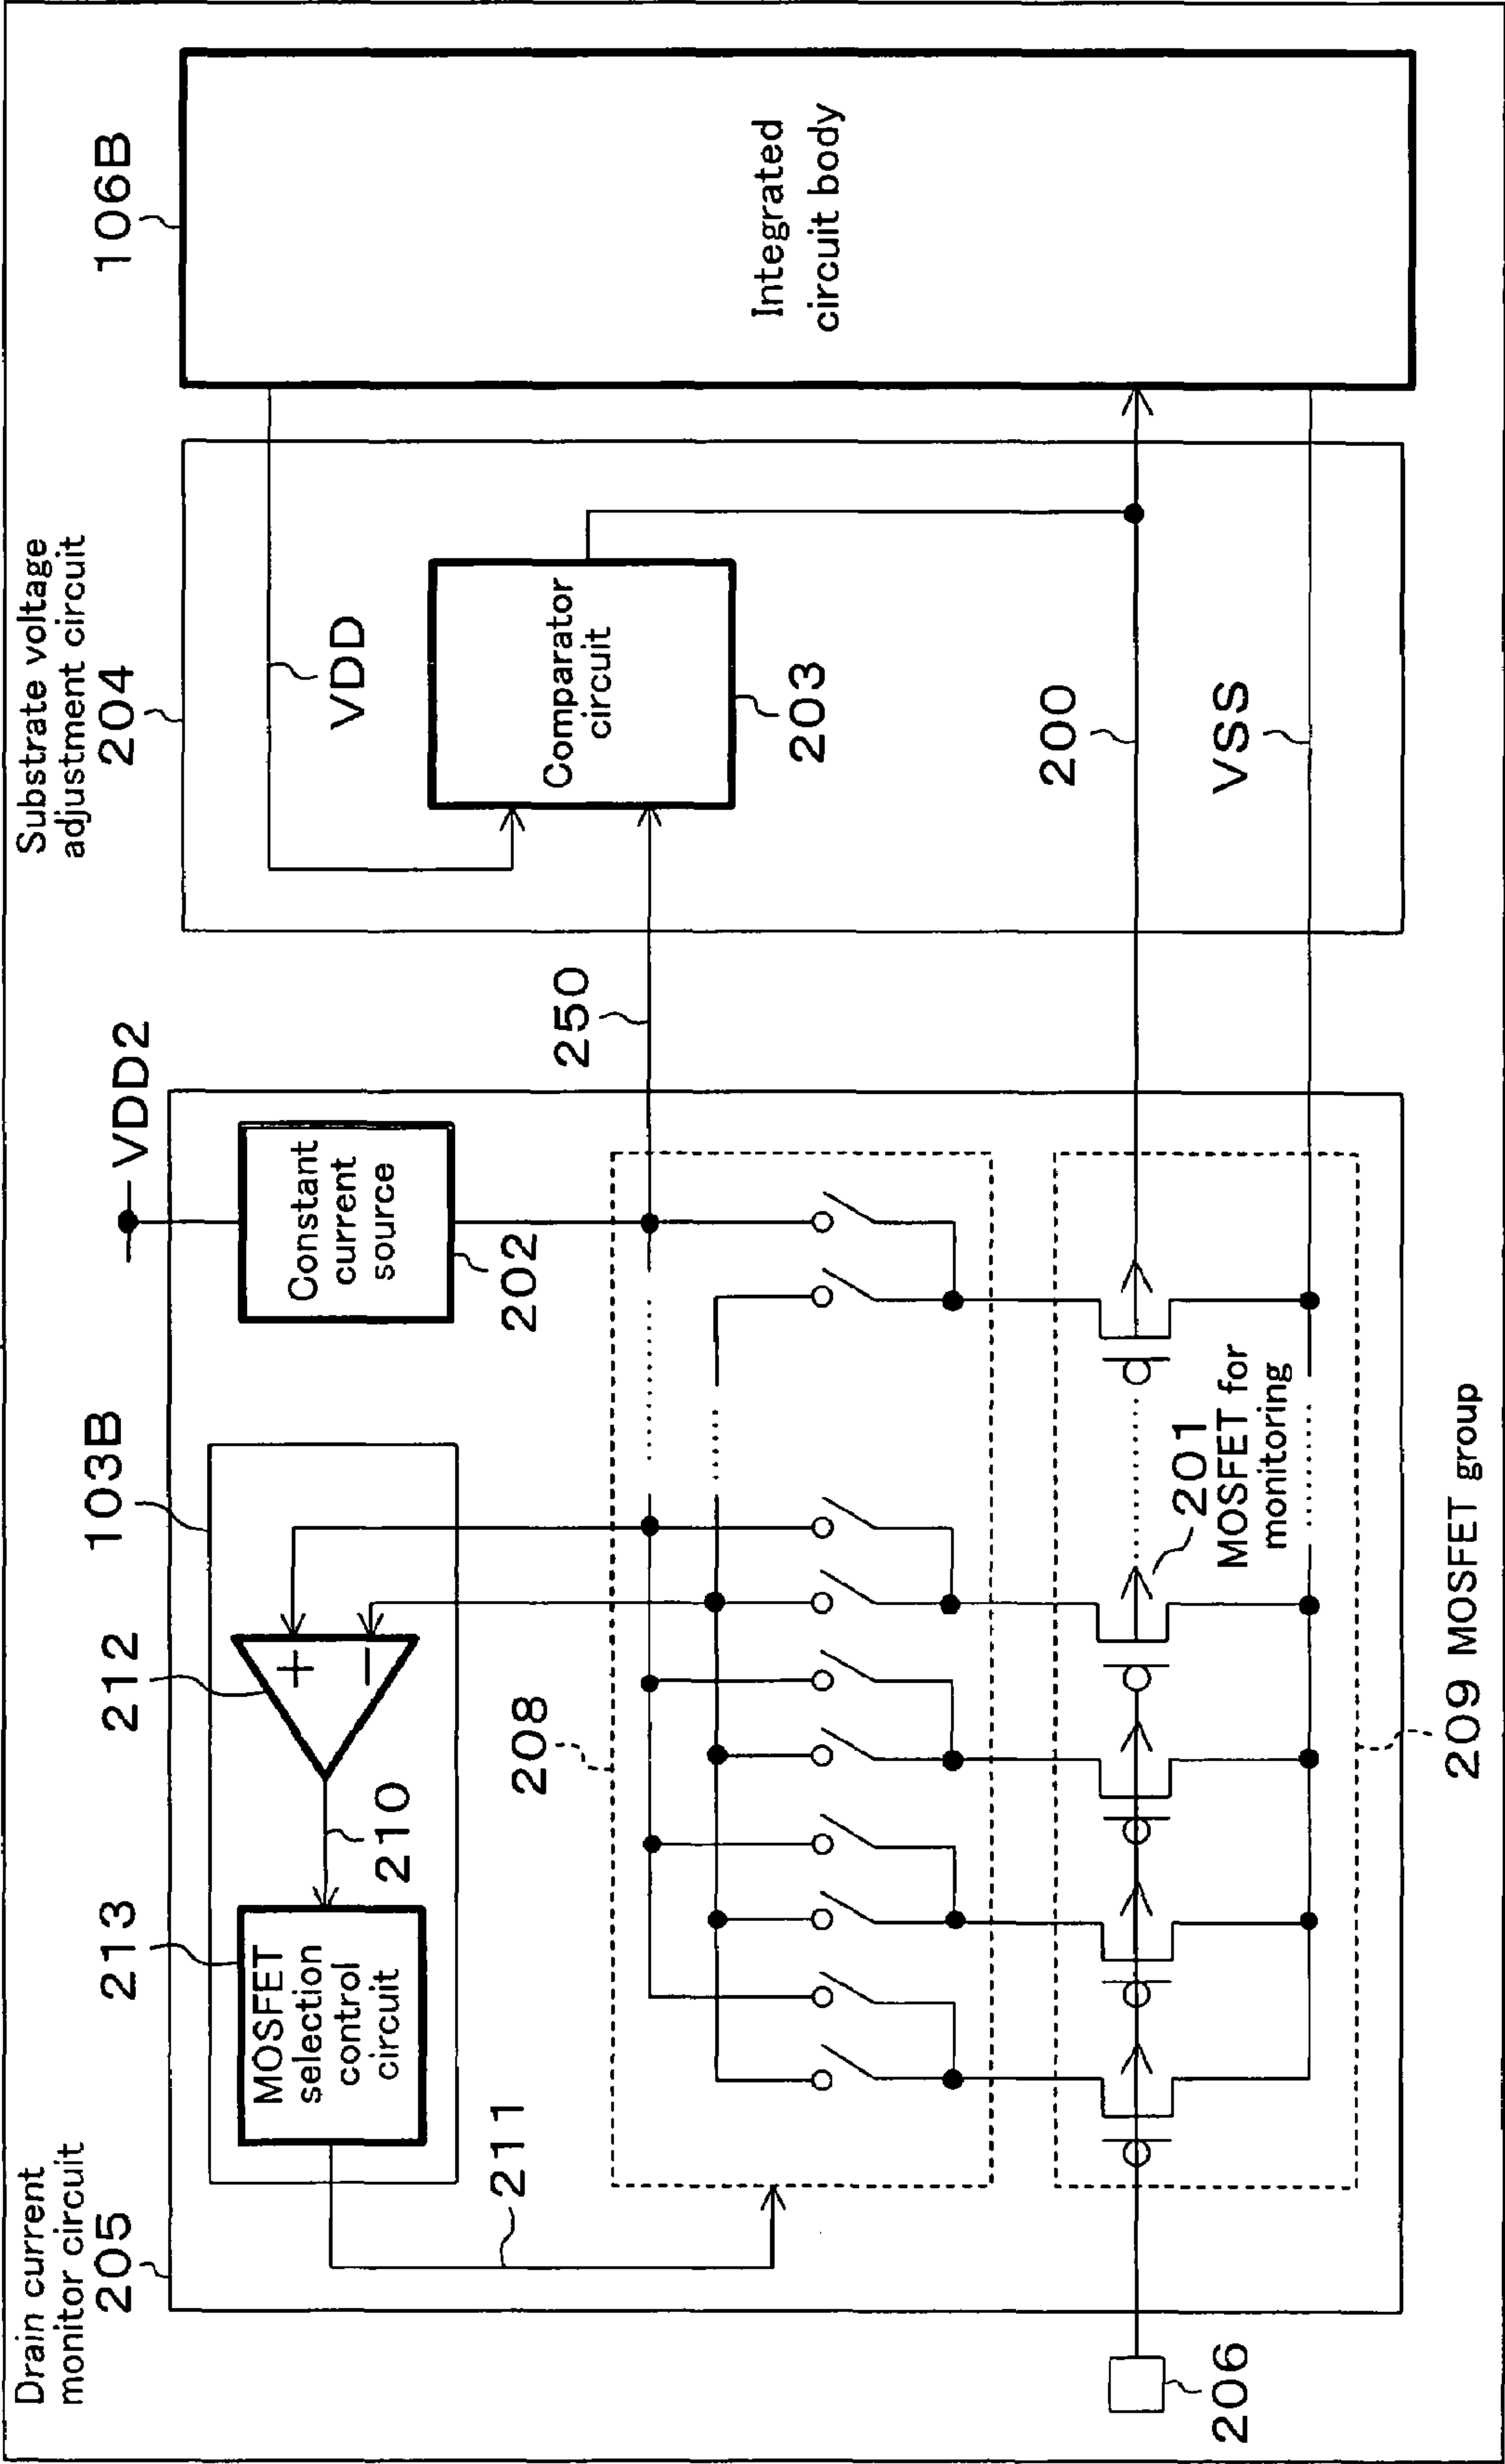 Drain current
monitor circuit
205
Substrate voltage
adjustment circuit
204
106B
VDD2
103B
213
212
MOSFET
selection
control
circuit
210
+
−
Constant
current
source
202
VDD
211
208
250
Comparator
circuit
203
Integrated
circuit body
206
201
MOSFET for
monitoring
200
VSS
209 MOSFET group